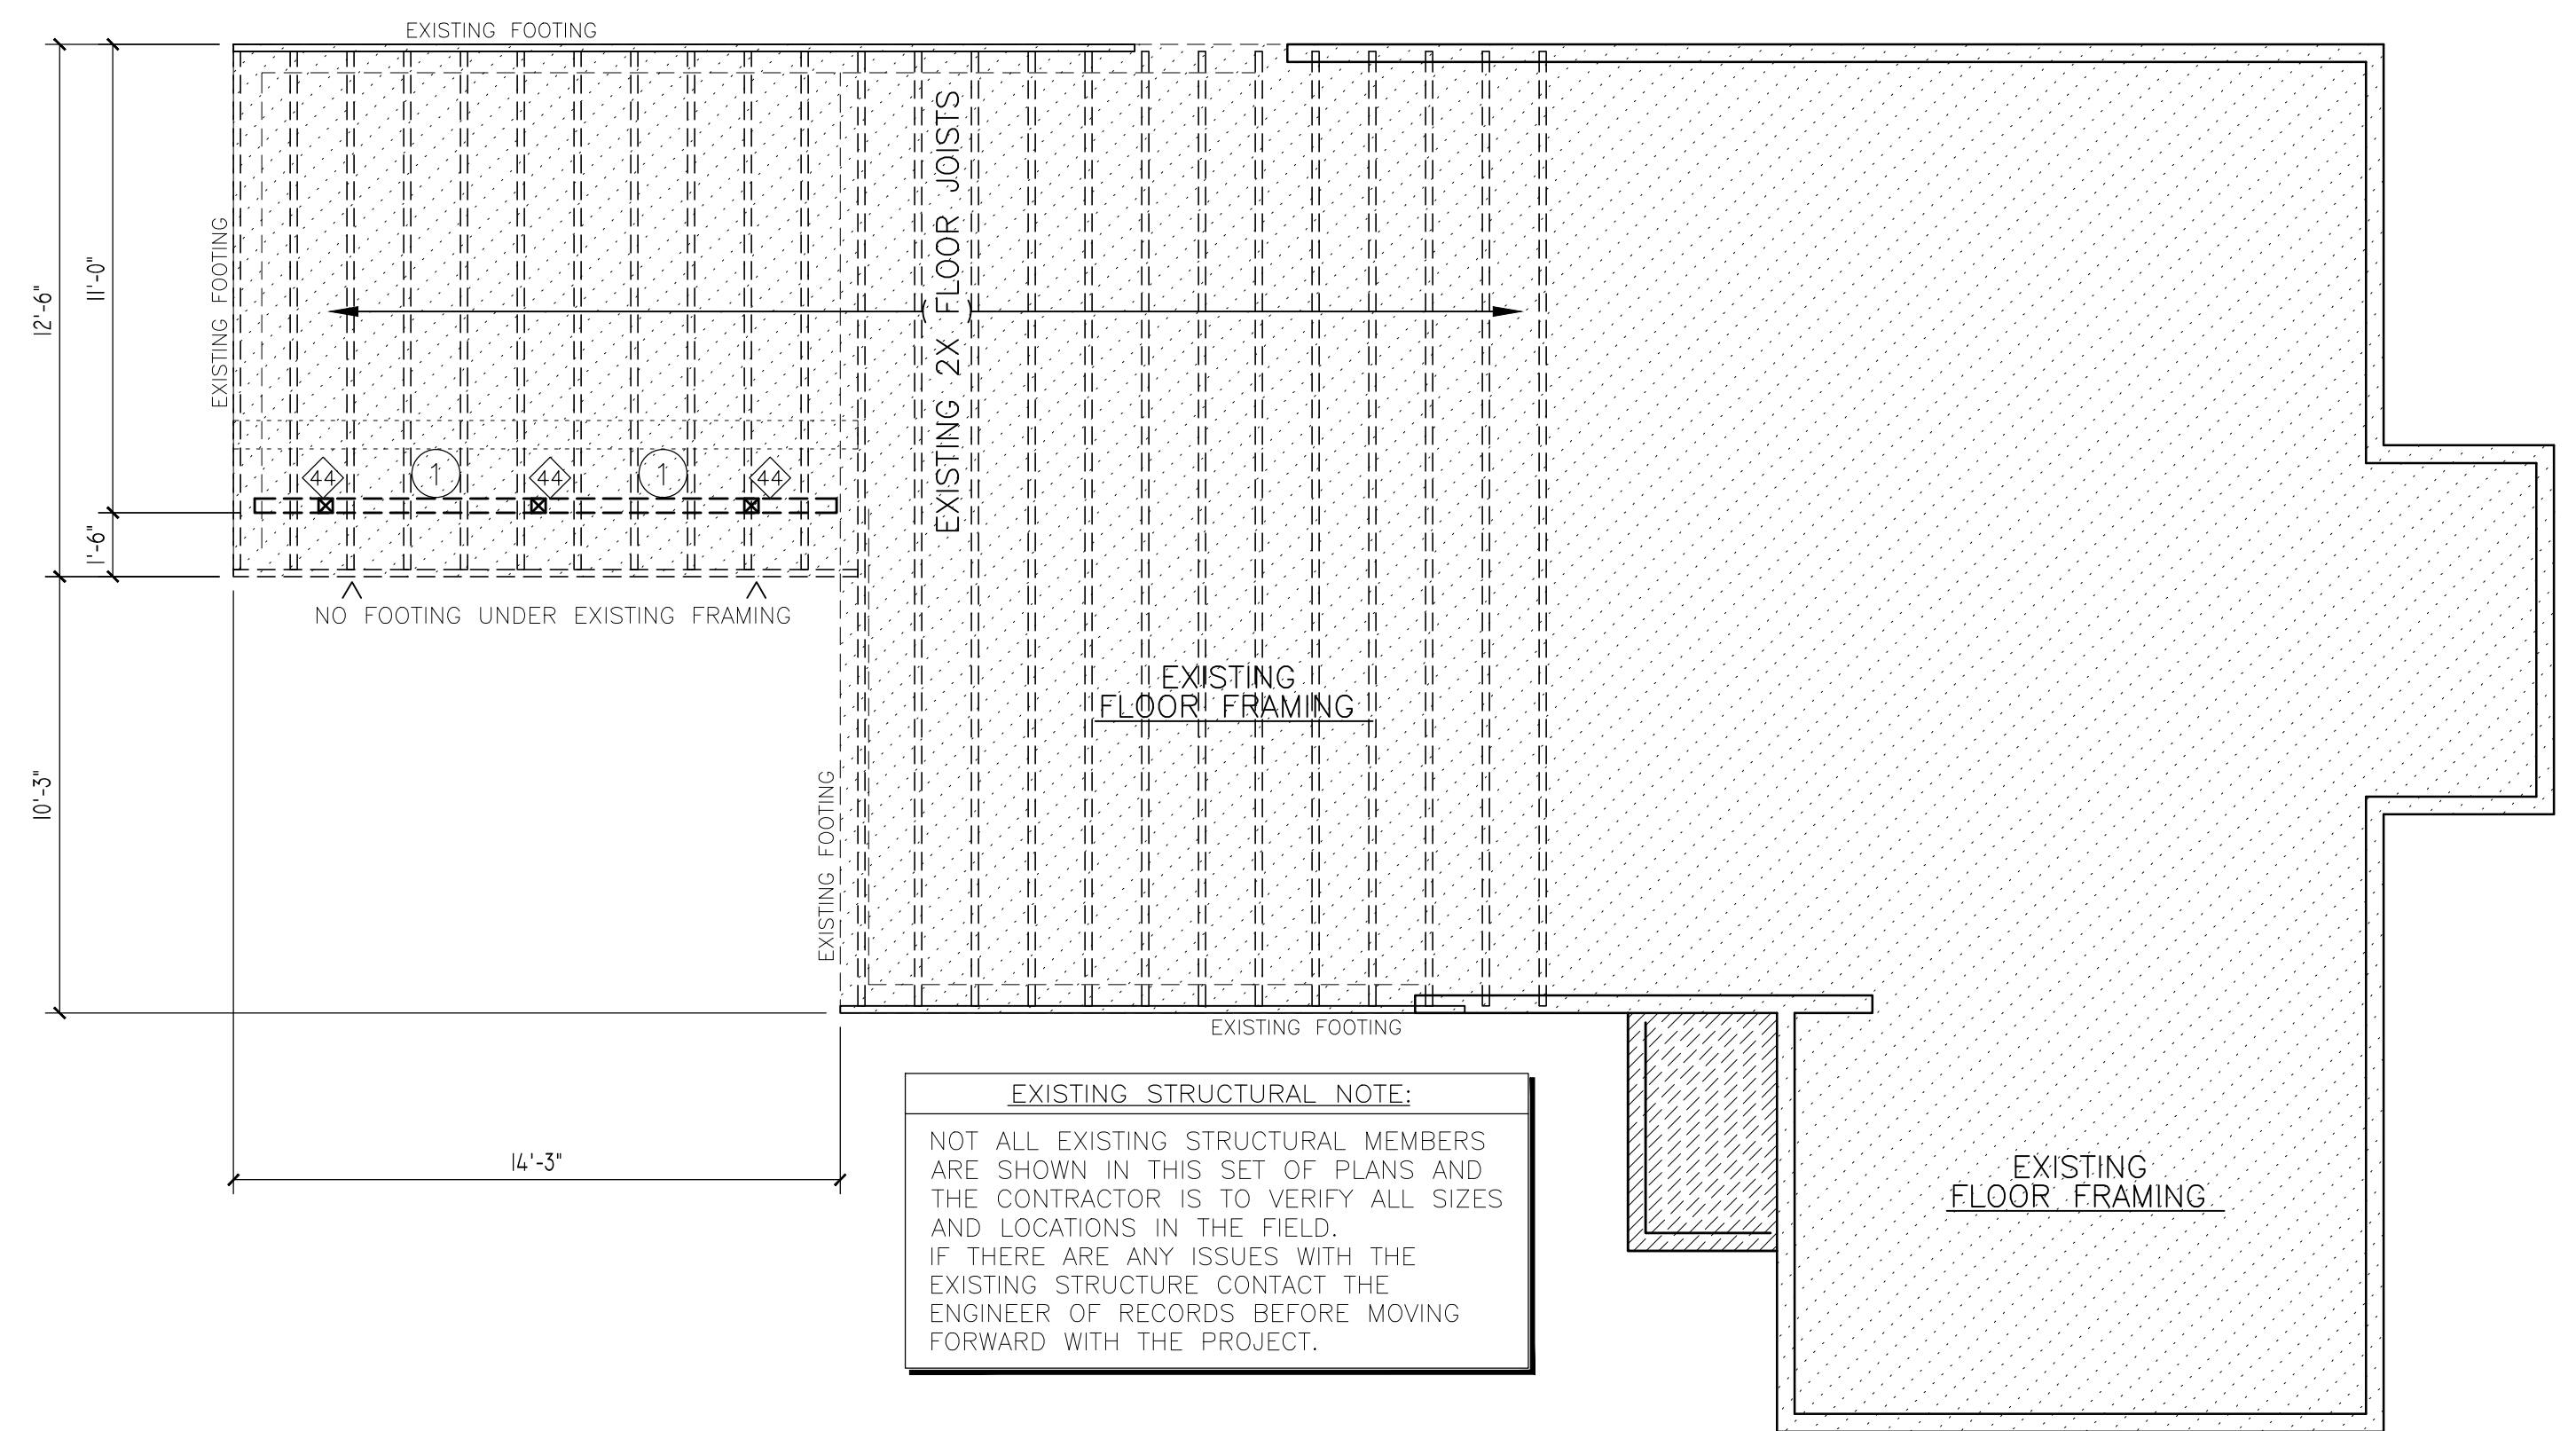 EXISTING FOOTING
12'-6"
11'-0"
1'-6"
EXISTING FOOTING
EXISTING 2X FLOOR JOISTS
( )
44
1
44
1
44
NO FOOTING UNDER EXISTING FRAMING
EXISTING
FLOOR FRAMING
10'-3"
EXISTING FOOTING
EXISTING FOOTING
14'-3"
EXISTING STRUCTURAL NOTE:
NOT ALL EXISTING STRUCTURAL MEMBERS
ARE SHOWN IN THIS SET OF PLANS AND
THE CONTRACTOR IS TO VERIFY ALL SIZES
AND LOCATIONS IN THE FIELD.
IF THERE ARE ANY ISSUES WITH THE
EXISTING STRUCTURE CONTACT THE
ENGINEER OF RECORDS BEFORE MOVING
FORWARD WITH THE PROJECT.
EXISTING
FLOOR FRAMING